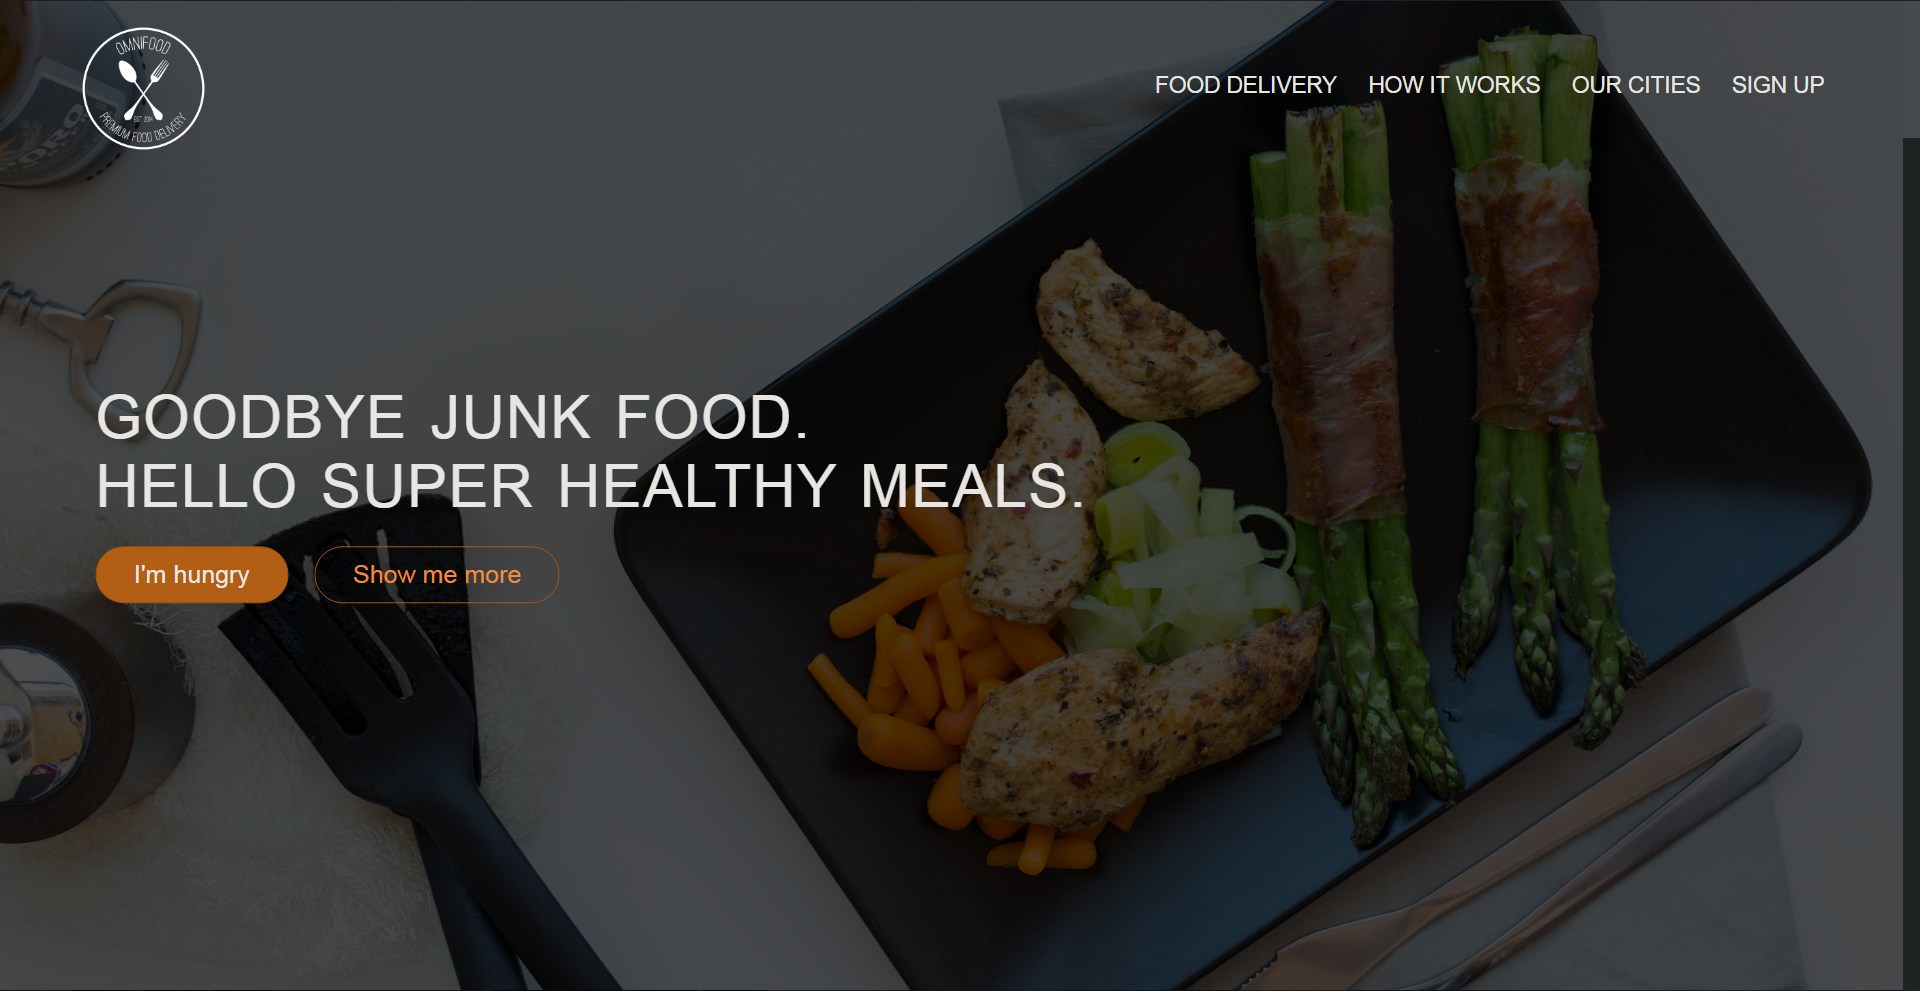 OMNIFOOD
EST 2014
PREMIUM FOOD DELIVERY
FOOD DELIVERY HOW IT WORKS OUR CITIES SIGN UP
GOODBYE JUNK FOOD.
HELLO SUPER HEALTHY MEALS.
I'm hungry Show me more